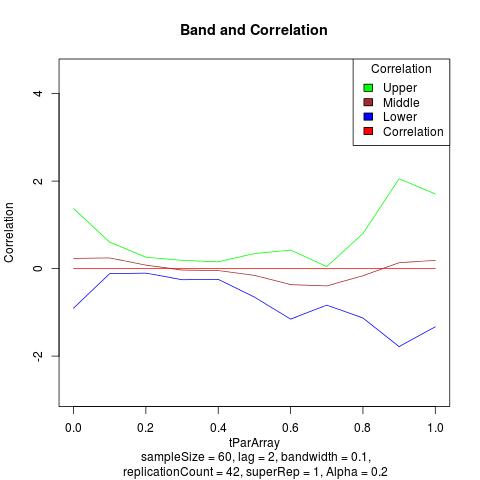 Band and Correlation
Correlation
Upper
Middle
Lower
Correlation
Correlation
4
2
0
-2
0.0 0.2 0.4 0.6 0.8 1.0
tParArray
sampleSize = 60, lag = 2, bandwidth = 0.1,
replicationCount = 42, superRep = 1, Alpha = 0.2